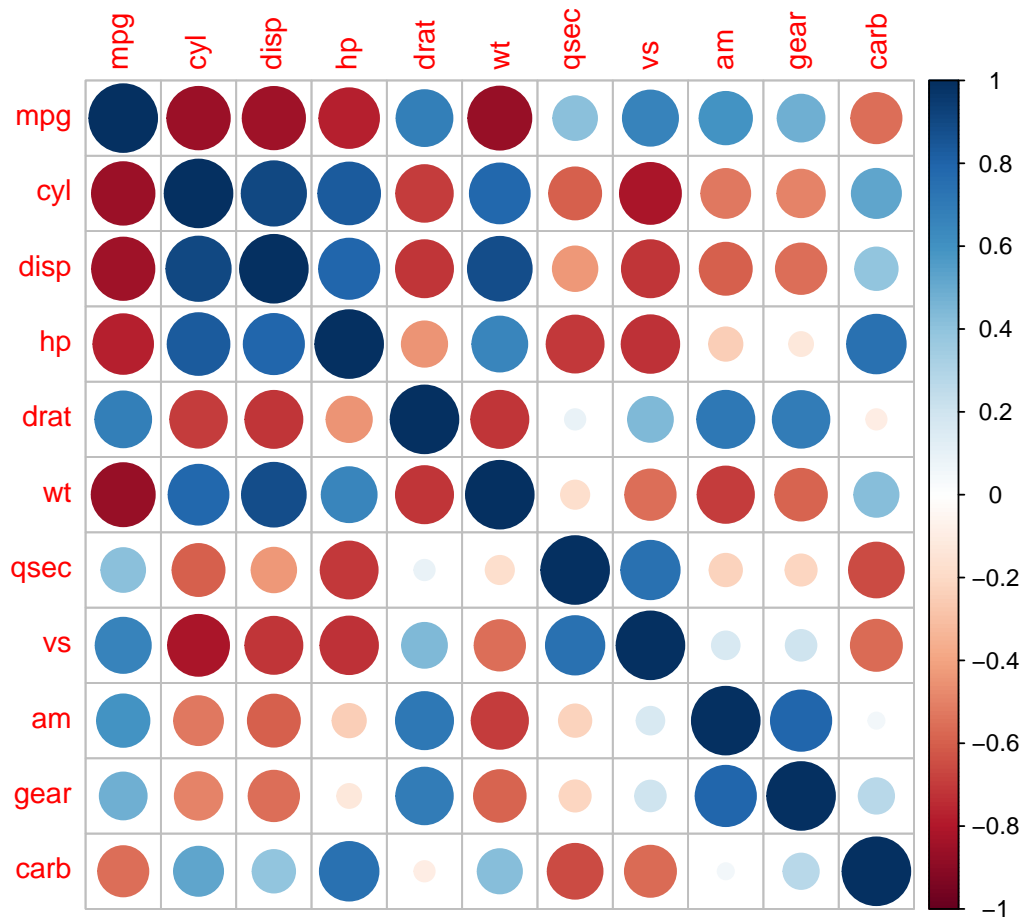 mpg cyl disp hp drat wt qsec vs am gear carb
mpg
cyl
disp
hp
drat
wt
qsec
vs
am
gear
carb
1
0.8
0.6
0.4
0.2
0
−0.2
−0.4
−0.6
−0.8
−1